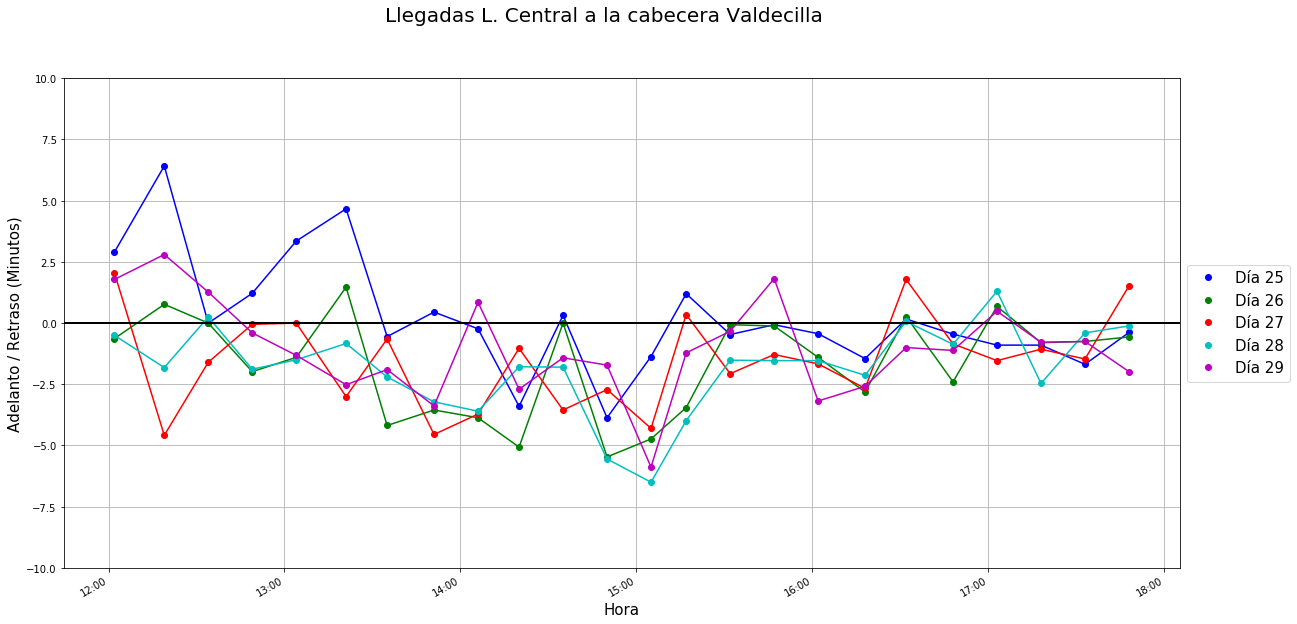 Llegadas L. Central a la cabecera Valdecilla
Adelanto / Retraso (Minutos)
10.0
7.5
5.0
2.5
0.0
−2.5
−5.0
−7.5
−10.0
12:00
13:00
14:00
15:00
16:00
17:00
18:00
Hora
Día 25
Día 26
Día 27
Día 28
Día 29